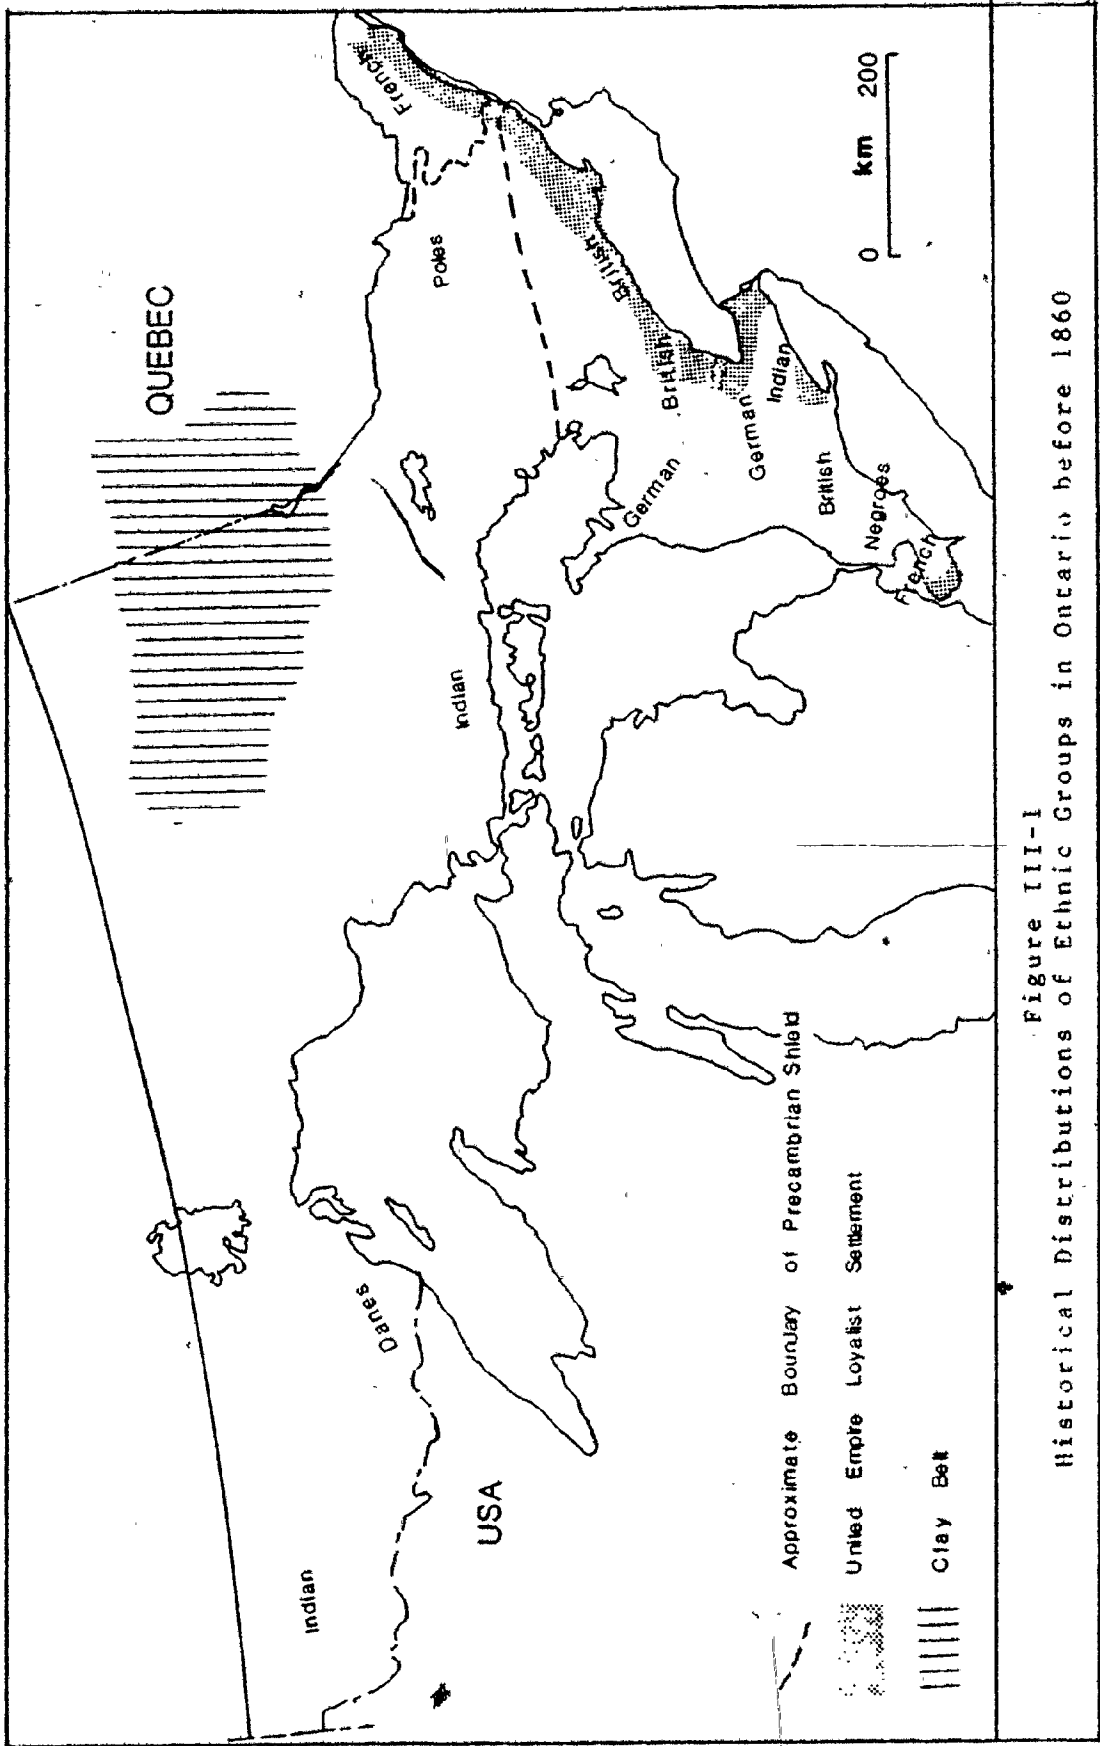 QUEBEC
French
Poles
Indian
Indian
Danes
USA
Indian
British
British
German
German
Indian
British
Negroes
French
0 km 200
Approximate Boundary of Precambrian Shield
United Empire Loyalist Settlement
Clay Belt
Figure III-1
Historical Distributions of Ethnic Groups in Ontario before 1860